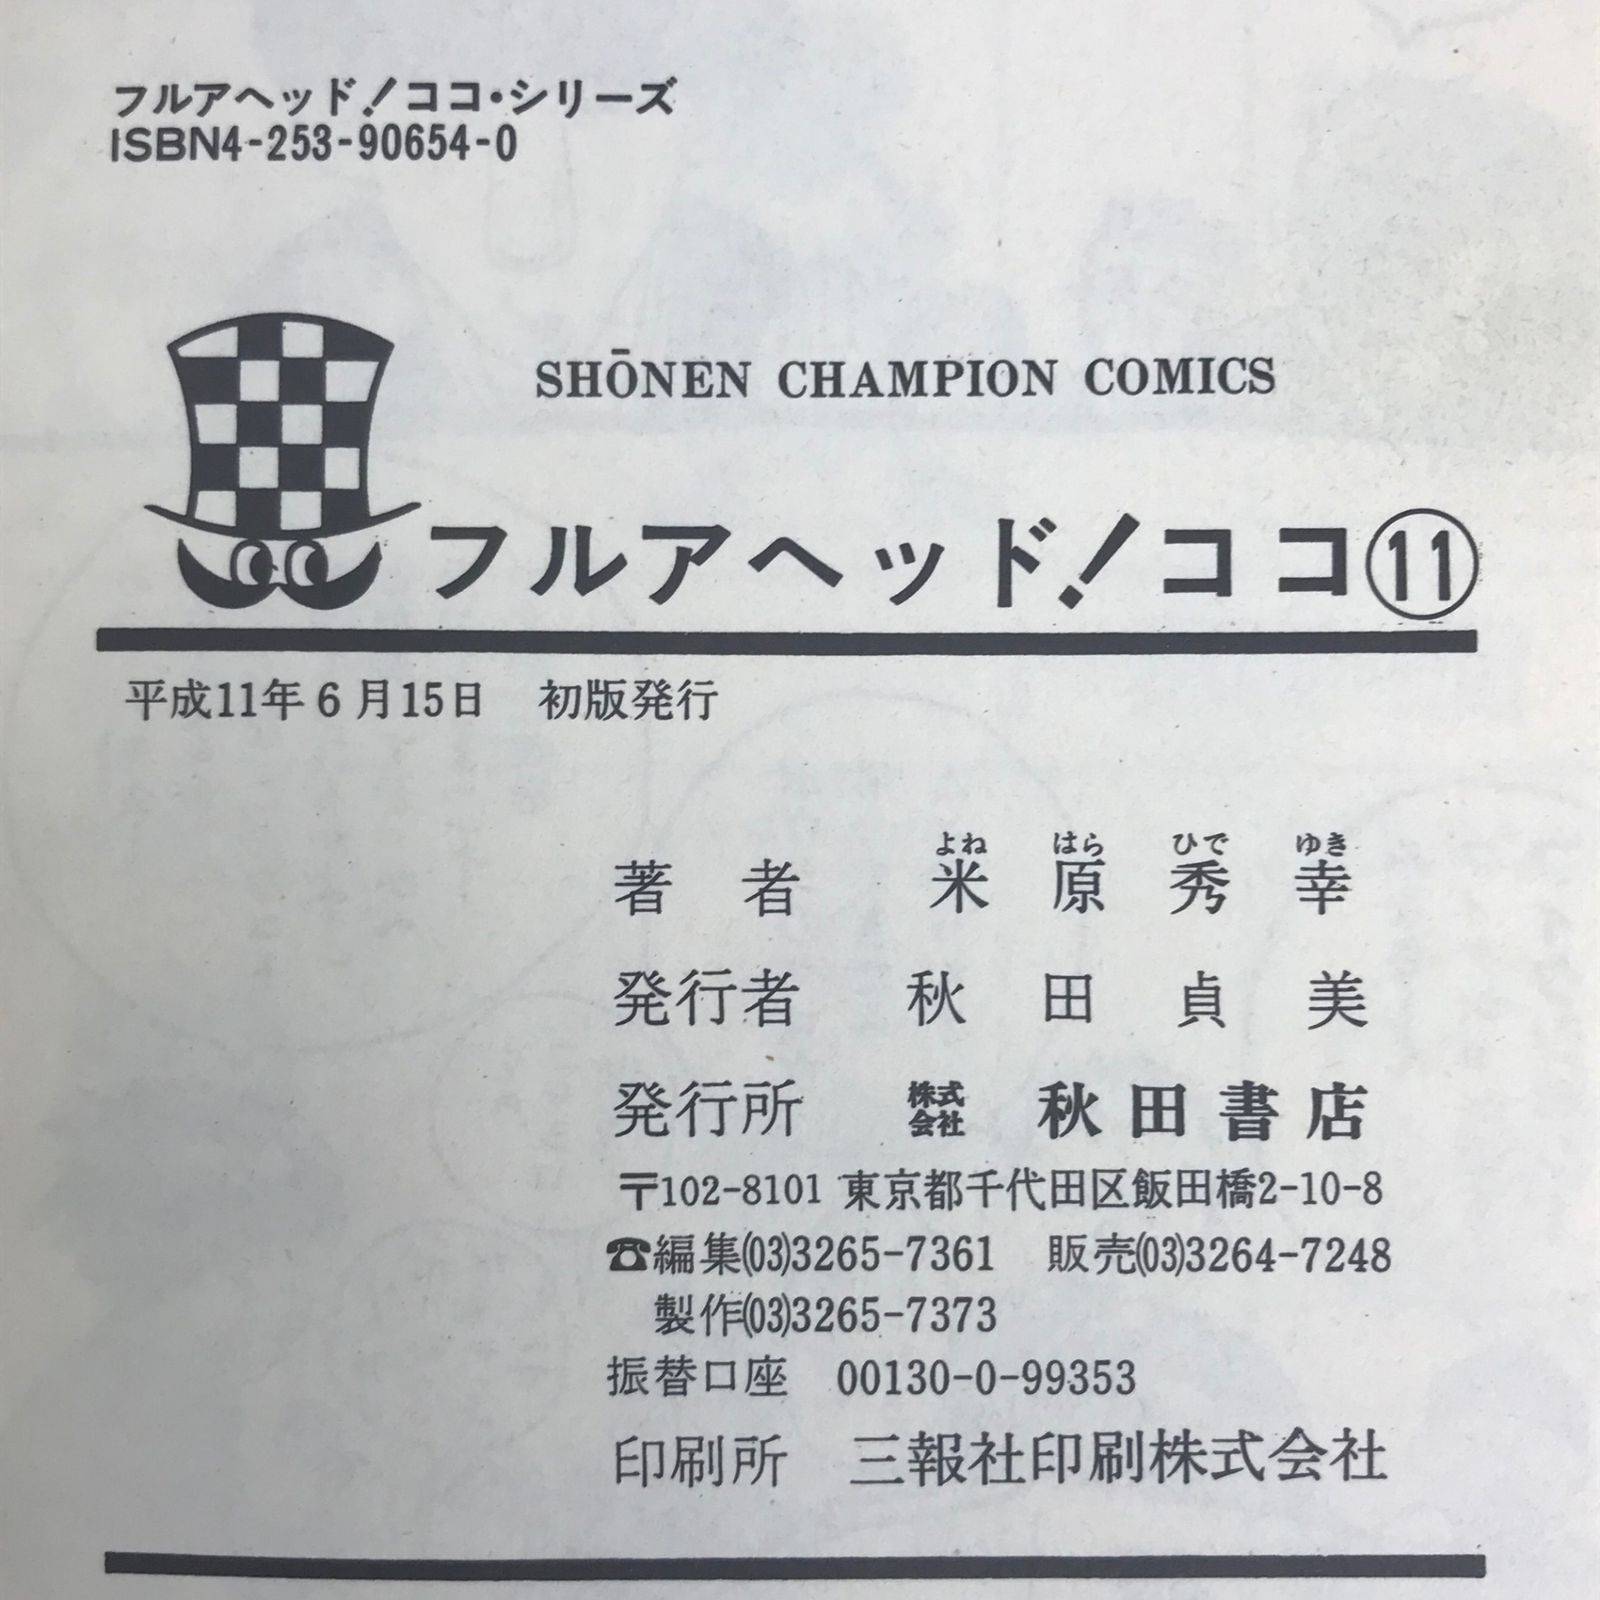 フルアヘッド!ココ・シリーズ
ISBN4-253-90654-0
SHŌNEN CHAMPION COMICS
フルアヘッド!ココ⑪
平成11年6月15日 初版発行
よね はら ひで ゆき
著者 米原秀幸
発行者 秋田貞美
発行所 株式会社 秋田書店
〒102-8101 東京都千代田区飯田橋2-10-8
☎編集(03)3265-7361 販売(03)3264-7248
製作(03)3265-7373
振替口座 00130-0-99353
印刷所 三報社印刷株式会社